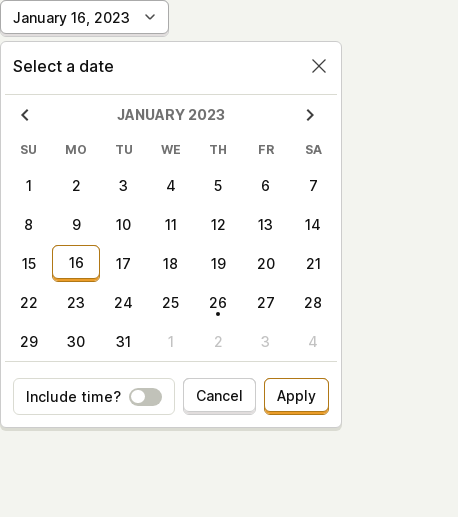 January 16, 2023
Select a date
JANUARY 2023
SU MO TU WE TH FR SA
1 2 3 4 5 6 7
8 9 10 11 12 13 14
15 16 17 18 19 20 21
22 23 24 25 26 27 28
29 30 31 1 2 3 4
Include time? Cancel Apply